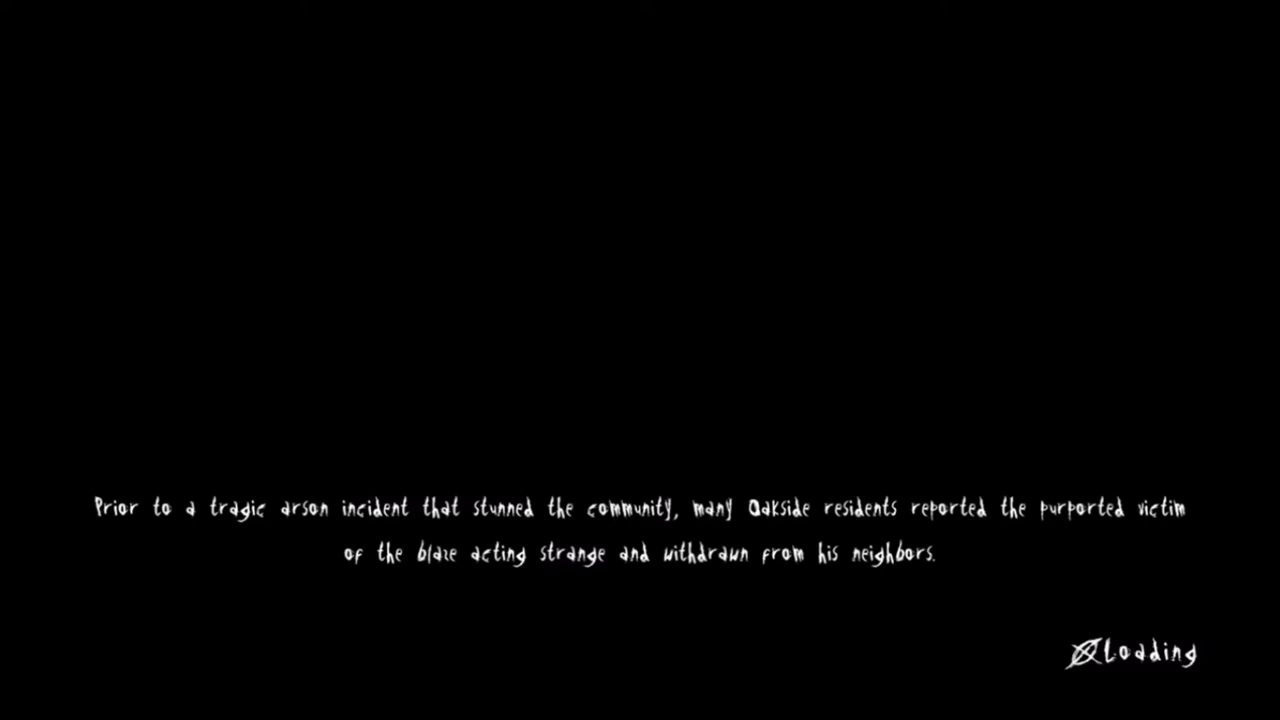 Prior to a tragic arson incident that stunned the community, many Oakside residents reported the purported victim
of the blaze acting strange and withdrawn from his neighbors.
Loading